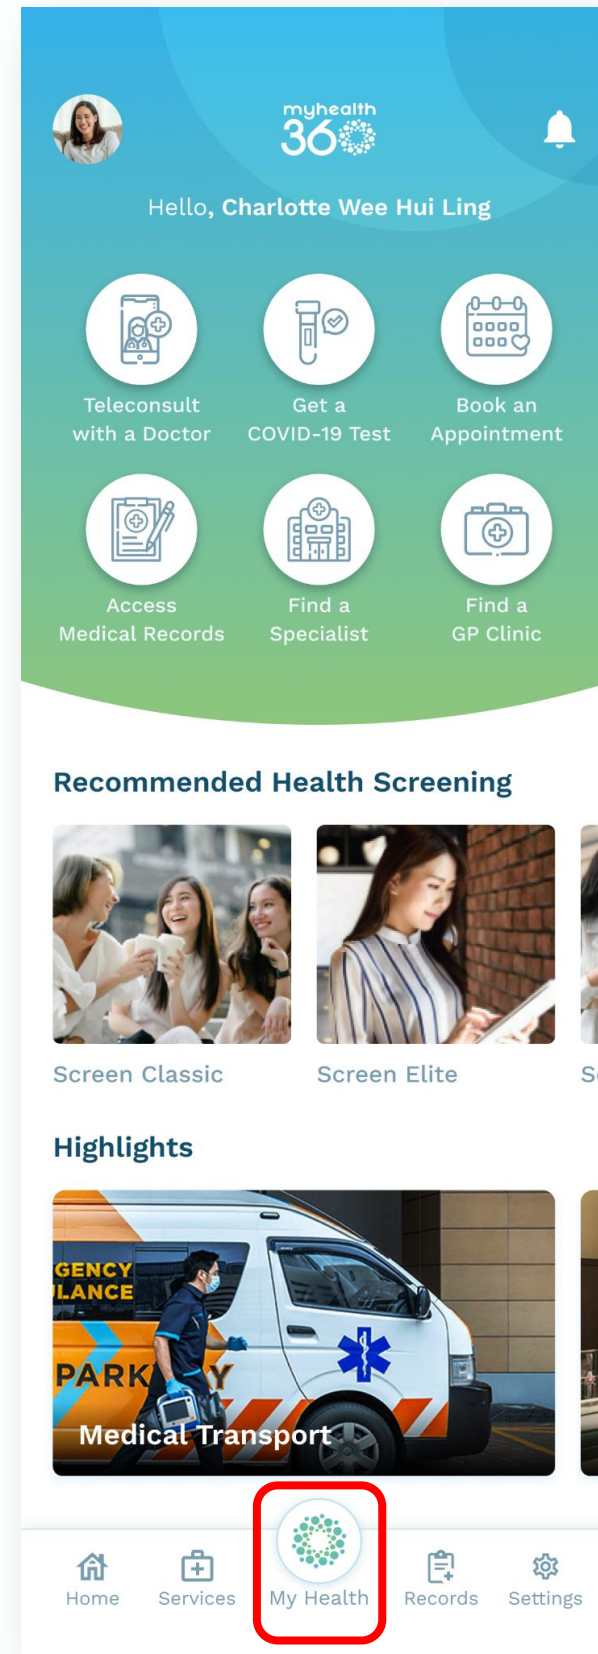 myhealth
360
Hello, Charlotte Wee Hui Ling
Teleconsult
with a Doctor
Get a
COVID-19 Test
Book an
Appointment
Access
Medical Records
Find a
Specialist
Find a
GP Clinic
Recommended Health Screening
Screen Classic
Screen Elite
Highlights
GENCY
LANCE
PARK Y
Medical Transport
Home
Services
My Health
Records
Settings